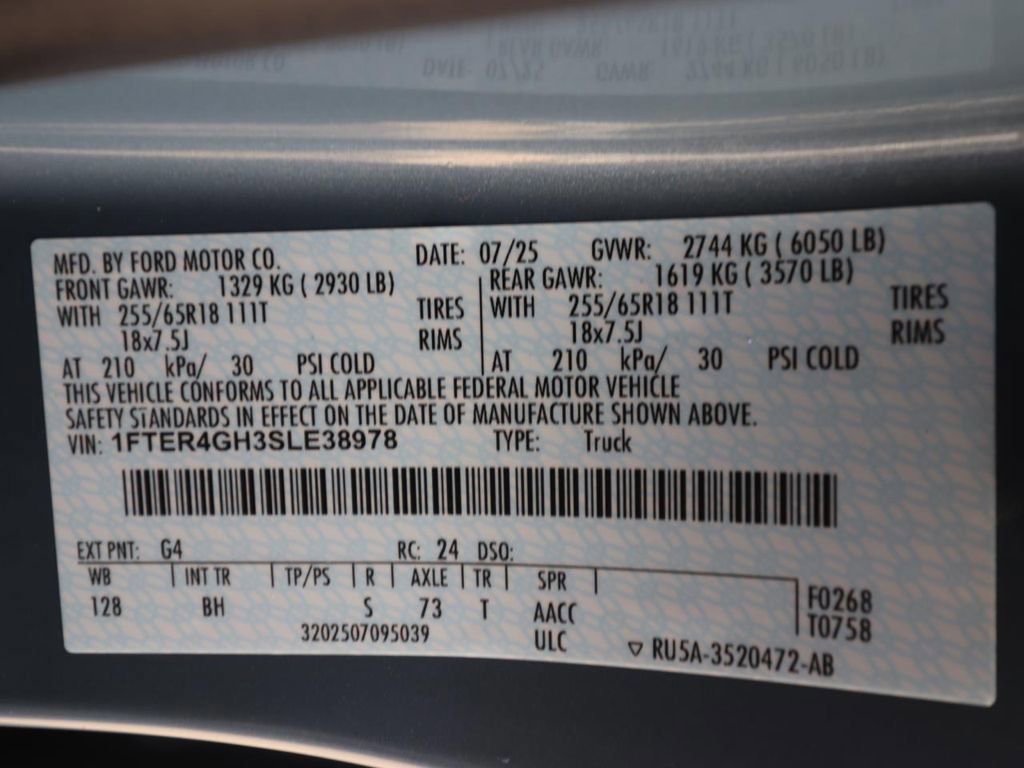 MFD. BY FORD MOTOR CO. DATE: 07/25 GVWR: 2744 KG ( 6050 LB)
FRONT GAWR: 1329 KG ( 2930 LB) REAR GAWR: 1619 KG ( 3570 LB)
WITH 255/65R18 111T TIRES WITH 255/65R18 111T TIRES
18x7.5J RIMS 18x7.5J RIMS
AT 210 kPa/ 30 PSI COLD AT 210 kPa/ 30 PSI COLD
THIS VEHICLE CONFORMS TO ALL APPLICABLE FEDERAL MOTOR VEHICLE
SAFETY STANDARDS IN EFFECT ON THE DATE OF MANUFACTURE SHOWN ABOVE.
VIN: 1FTER4GH3SLE38978 TYPE: Truck
EXT PNT: G4 RC: 24 DSO:
WB INT TR TP/PS R AXLE TR SPR
128 BH S 73 T AACC F0268
3202507095039 ULC T0758
▽ RU5A-3520472-AB